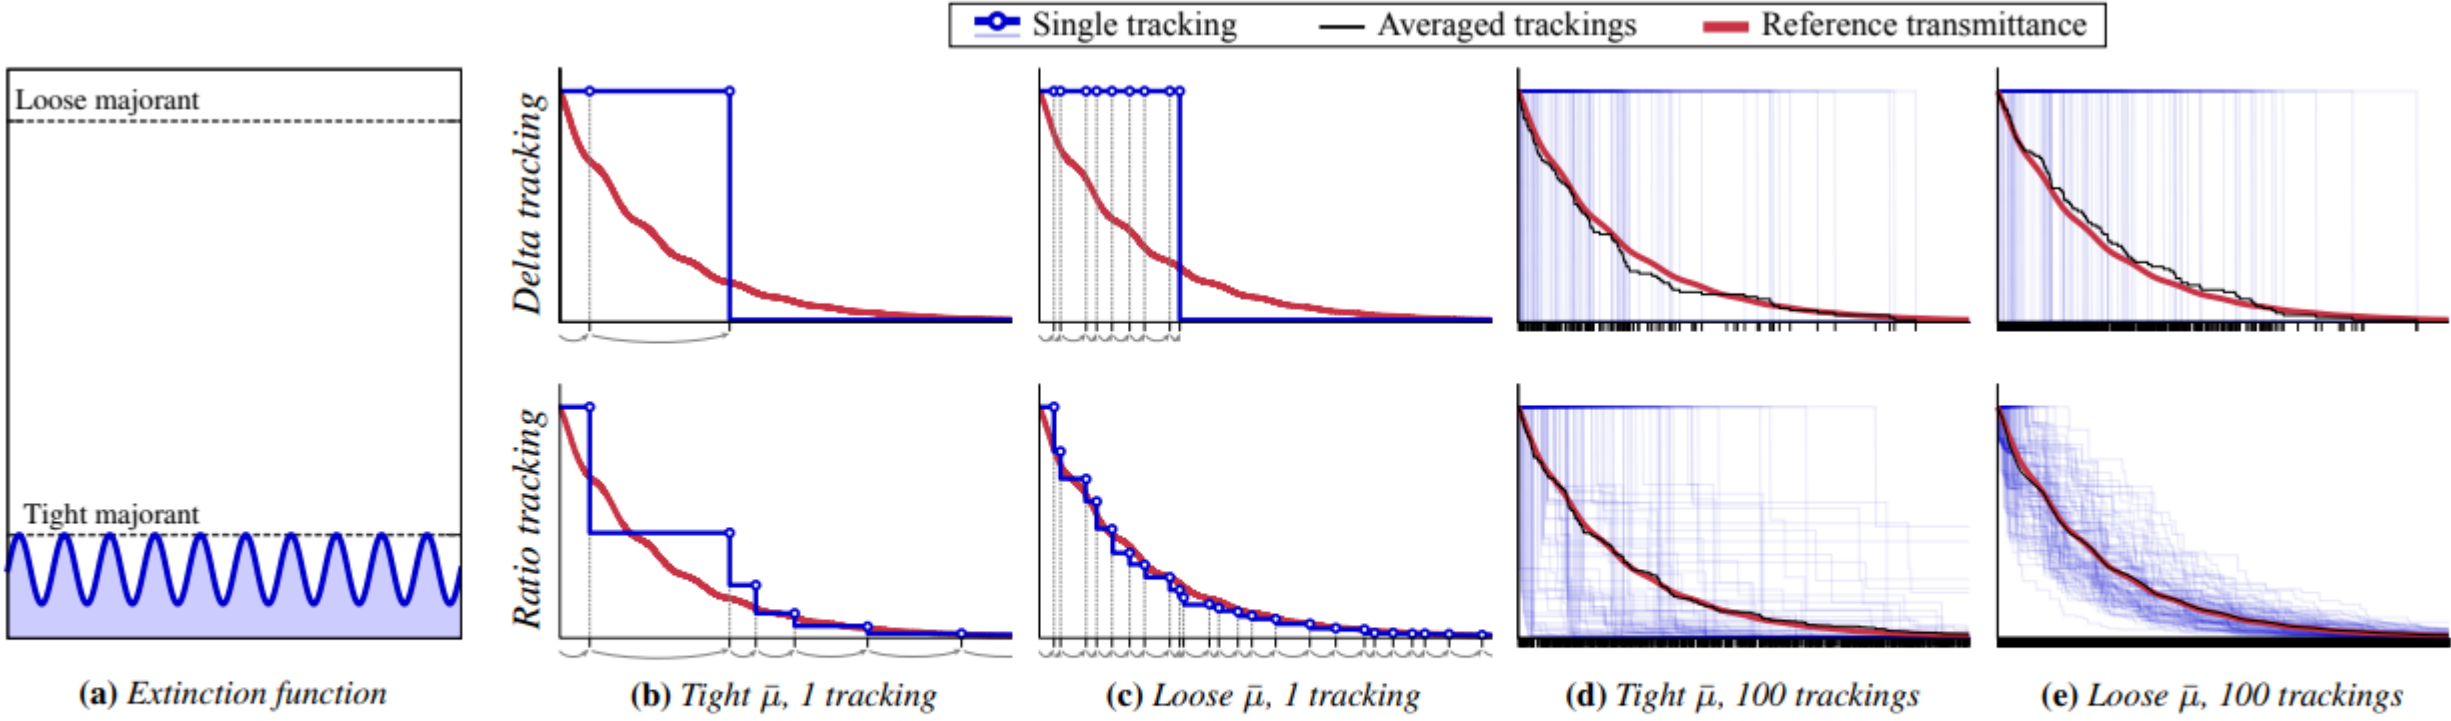 Single tracking
Averaged trackings
Reference transmittance
Loose majorant
Tight majorant
Delta tracking
Ratio tracking
(a) Extinction function
(b) Tight μ̄, 1 tracking
(c) Loose μ̄, 1 tracking
(d) Tight μ̄, 100 trackings
(e) Loose μ̄, 100 trackings